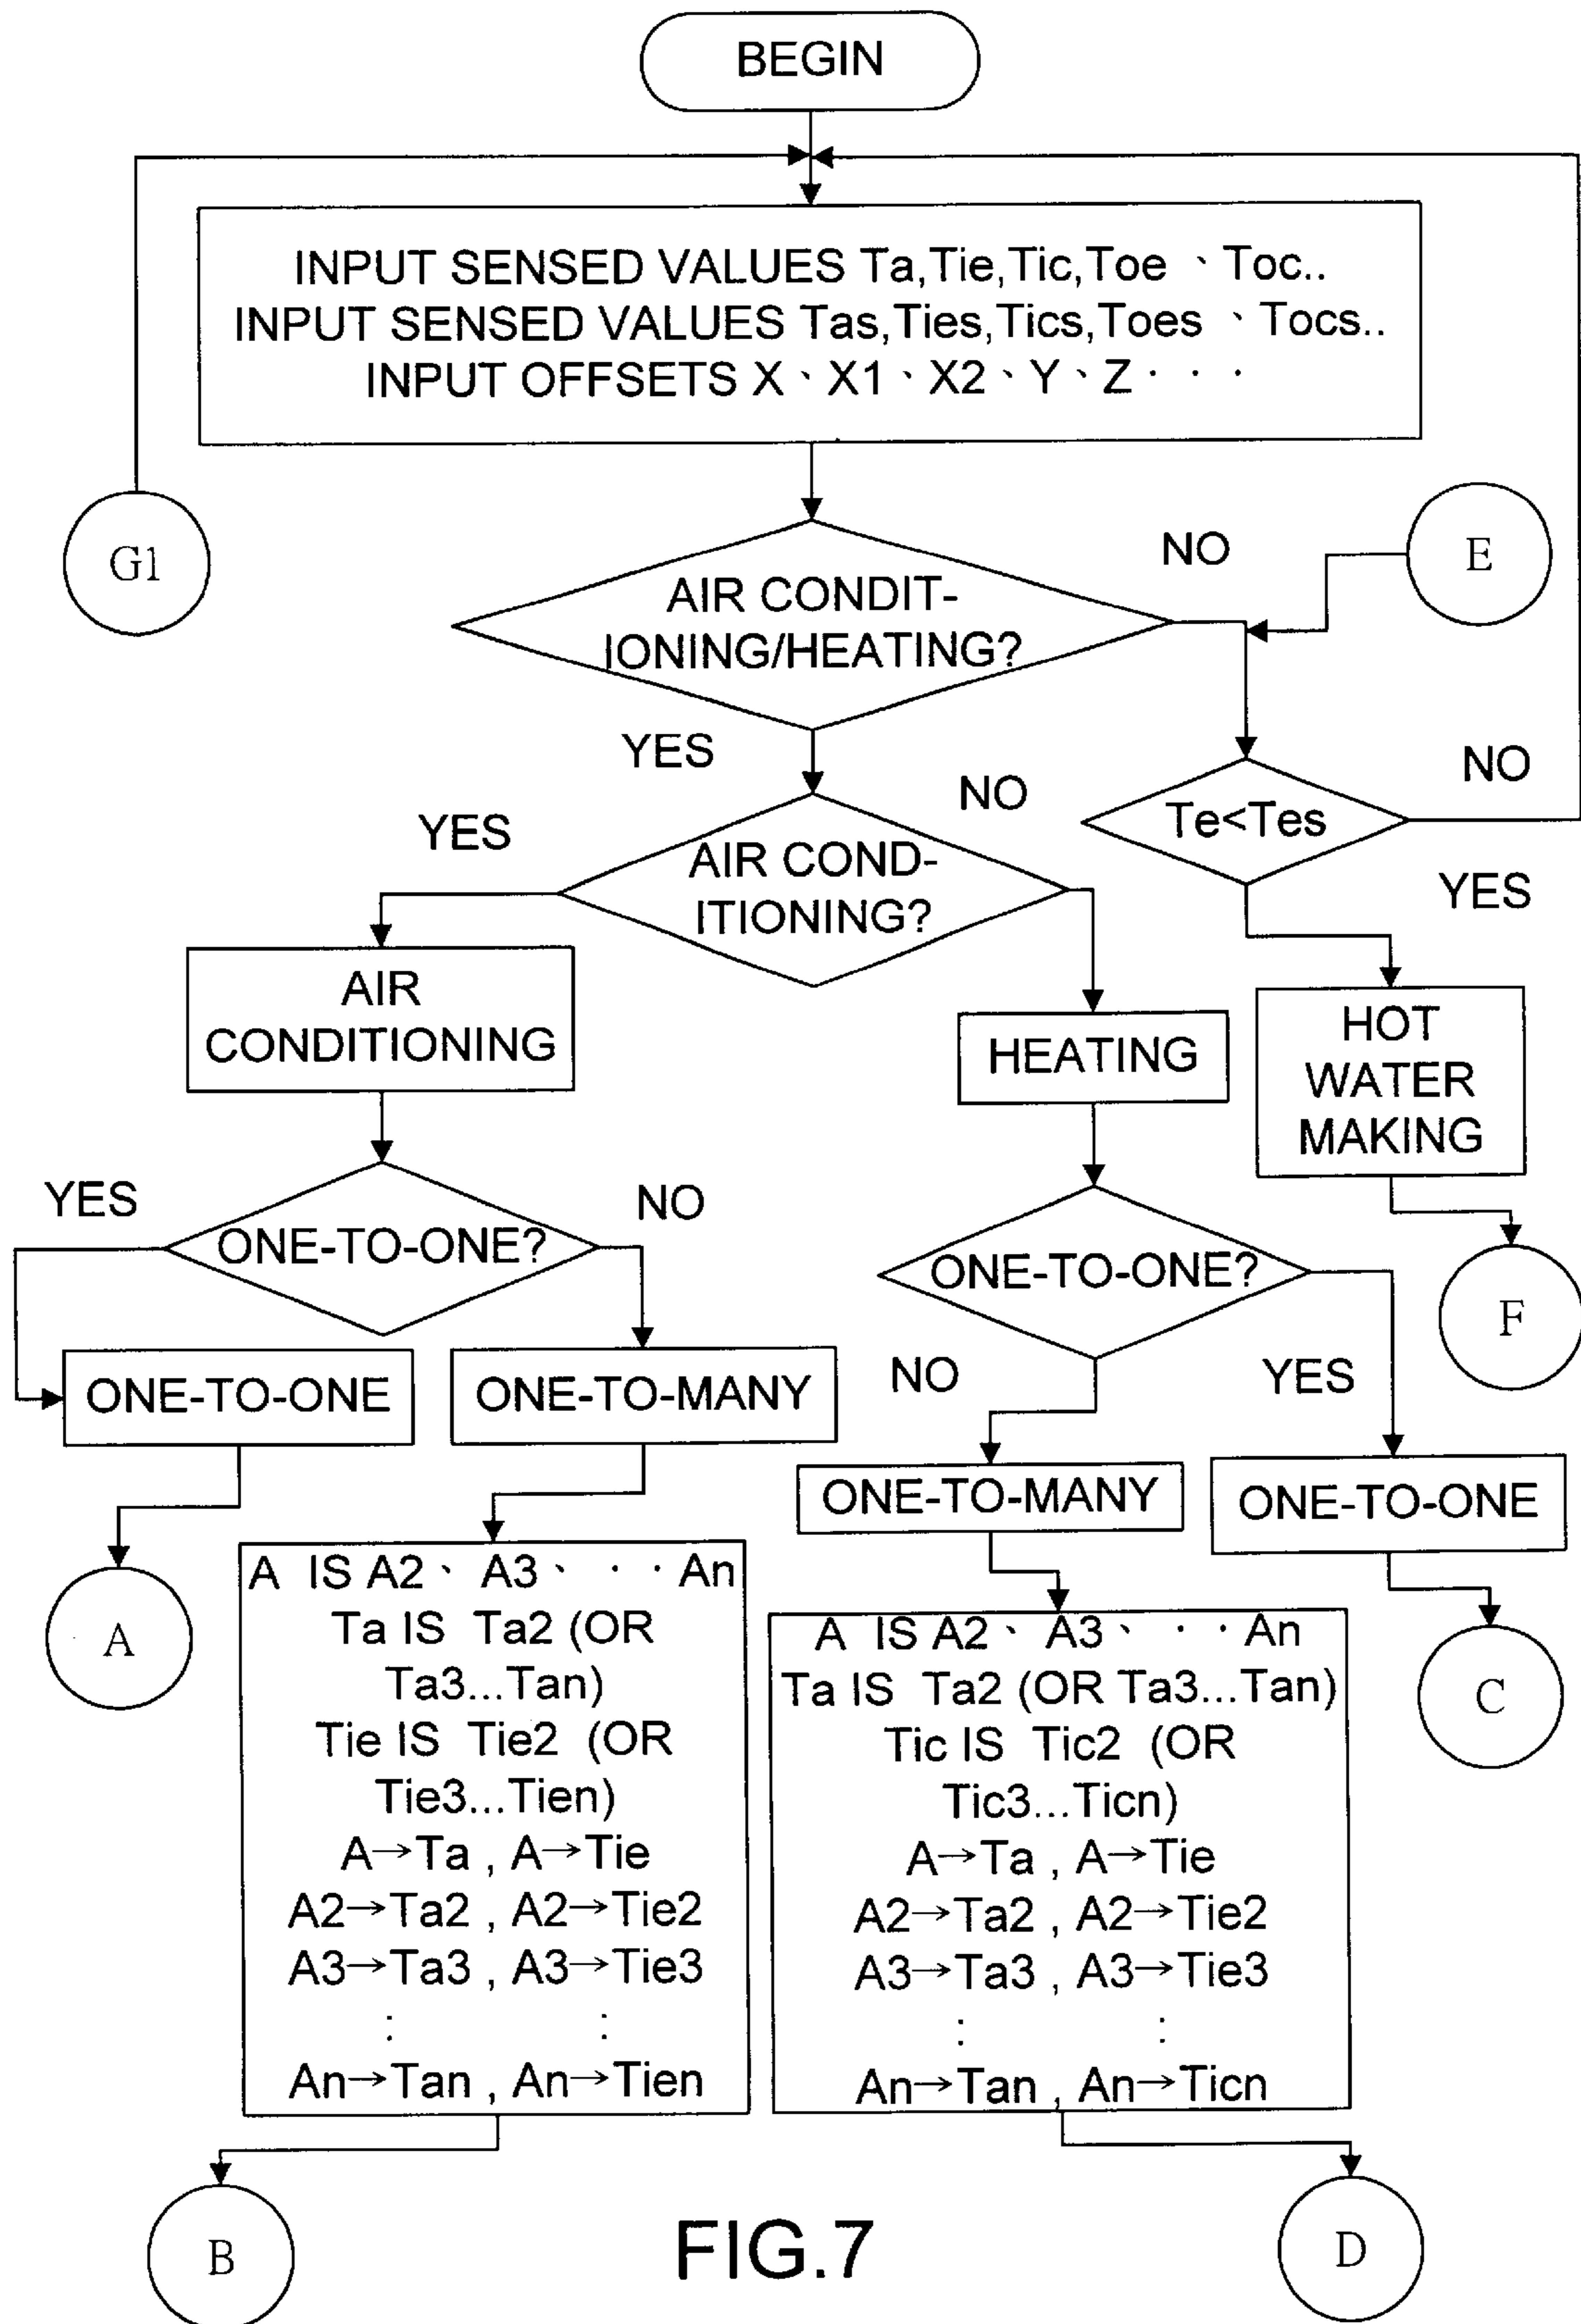 BEGIN
INPUT SENSED VALUES Ta,Tie,Tic,Toe 、Toc..
INPUT SENSED VALUES Tas,Ties,Tics,Toes 、Tocs..
INPUT OFFSETS X、X1、X2、Y、Z・・・
G1
E
NO
AIR CONDIT-
IONING/HEATING?
YES
NO
NO
Te<Tes
YES
YES
AIR COND-
ITIONING?
AIR
CONDITIONING
HEATING
HOT
WATER
MAKING
YES
NO
ONE-TO-ONE?
ONE-TO-ONE?
F
NO
YES
ONE-TO-ONE
ONE-TO-MANY
ONE-TO-MANY
ONE-TO-ONE
A
A IS A2、A3、・・An
Ta IS Ta2 (OR
Ta3...Tan)
Tie IS Tie2 (OR
Tie3...Tien)
A→Ta , A→Tie
A2→Ta2 , A2→Tie2
A3→Ta3 , A3→Tie3
: :
An→Tan , An→Tien
A IS A2、A3、・・An
Ta IS Ta2 (OR Ta3...Tan)
Tic IS Tic2 (OR
Tic3...Ticn)
A→Ta , A→Tie
A2→Ta2 , A2→Tie2
A3→Ta3 , A3→Tie3
: :
An→Tan , An→Ticn
C
B
D
FIG.7